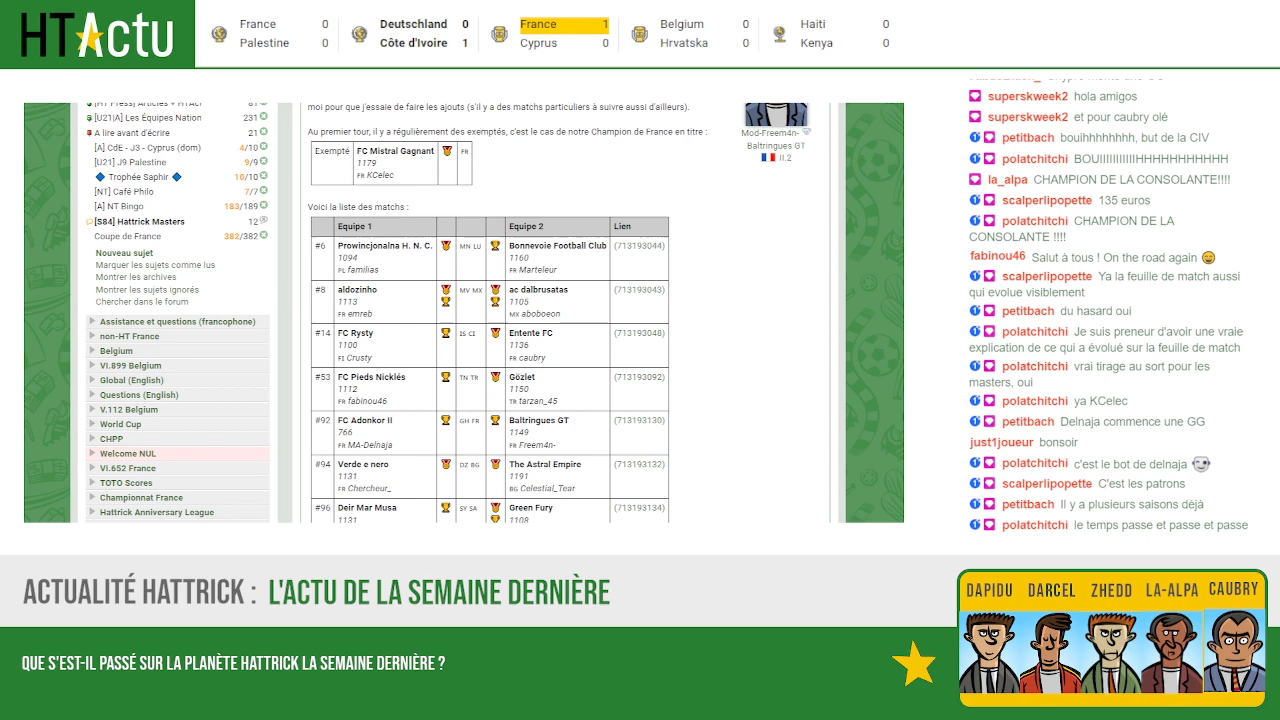 HTActu
France 0
Palestine 0
Deutschland 0
Côte d'Ivoire 1
France 1
Cyprus 0
Belgium 0
Hrvatska 0
Haiti 0
Kenya 0
[U21|A] Les Équipes Nation 231
A lire avant d'écrire 21
[A] CdE - J3 - Cyprus (dom) 4/10
[U21] J9 Palestine 9/9
Trophée Saphir 10/10
[NT] Café Philo 7/7
[A] NT Bingo 183/189
[S84] Hattrick Masters 12
Coupe de France 382/382
Nouveau sujet
Marquer les sujets comme lus
Montrer les archives
Montrer les sujets ignorés
Chercher dans le forum
Assistance et questions (francophone)
non-HT France
Belgium
VI.899 Belgium
Global (English)
Questions (English)
V.112 Belgium
World Cup
CHPP
Welcome NUL
VI.652 France
TOTO Scores
Championnat France
Hattrick Anniversary League
moi pour que j'essaie de faire les ajouts (s'il y a des matchs particuliers à suivre aussi d'ailleurs).
Au premier tour, il y a régulièrement des exemptés, c'est le cas de notre Champion de France en titre :
Exempté FC Mistral Gagnant FR
1179
FR KCelec
Voici la liste des matchs :
Equipe 1 Equipe 2 Lien
#6 Prowincjonalna H. N. C. MN LU Bonnevoie Football Club (713193044)
1094 1160
PL familias FR Marteleur
#8 aldozinho MV MX ac dalbrusatas (713193043)
1113 1105
FR emreb MX aboboeon
#14 FC Rysty IS CI Entente FC (713193048)
1100 1136
FI Crusty FR caubry
#53 FC Pieds Nicklés TN TR Gözlet (713193092)
1112 1150
FR fabinou46 TR tarzan_45
#92 FC Adonkor II GH FR Baltringues GT (713193130)
766 1149
FR MA-Delnaja FR Freem4n-
#94 Verde e nero DZ BG The Astral Empire (713193132)
1131 1191
FR Chercheur_ BG Celestial_Tear
#96 Deir Mar Musa SY SA Green Fury (713193134)
1131 1108
Mod-Freem4n-
Baltringues GT
II.2
superskweek2 hola amigos
superskweek2 et pour caubry olé
petitbach bouihhhhhhhh, but de la CIV
polatchitchi BOUIIIIIIIIIIIHHHHHHHHHHH
la_alpa CHAMPION DE LA CONSOLANTE!!!!
scalperlipopette 135 euros
polatchitchi CHAMPION DE LA
CONSOLANTE !!!!
fabinou46 Salut à tous ! On the road again
scalperlipopette Ya la feuille de match aussi
qui evolue visiblement
petitbach du hasard oui
polatchitchi Je suis preneur d'avoir une vraie
explication de ce qui a évolué sur la feuille de match
polatchitchi vrai tirage au sort pour les
masters, oui
polatchitchi ya KCelec
petitbach Delnaja commence une GG
just1joueur bonsoir
polatchitchi c'est le bot de delnaja
scalperlipopette C'est les patrons
petitbach Il y a plusieurs saisons déjà
polatchitchi le temps passe et passe et passe
ACTUALITÉ HATTRICK : L'ACTU DE LA SEMAINE DERNIÈRE
QUE S'EST-IL PASSÉ SUR LA PLANÈTE HATTRICK LA SEMAINE DERNIÈRE ?
DAPIDU DARCEL ZHEDD LA-ALPA CAUBRY